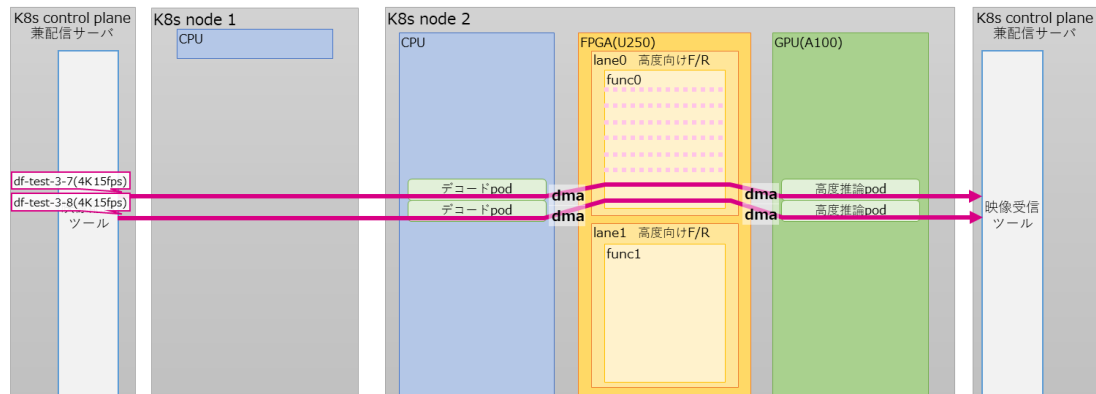 K8s control plane
兼配信サーバ
K8s node 1
CPU
K8s node 2
CPU
FPGA(U250)
lane0 高度向けF/R
func0
GPU(A100)
K8s control plane
兼配信サーバ
df-test-3-7(4K15fps)
df-test-3-8(4K15fps)
ツール
デコードpod
デコードpod
dma
dma
dma
dma
高度推論pod
高度推論pod
映像受信
ツール
lane1 高度向けF/R
func1